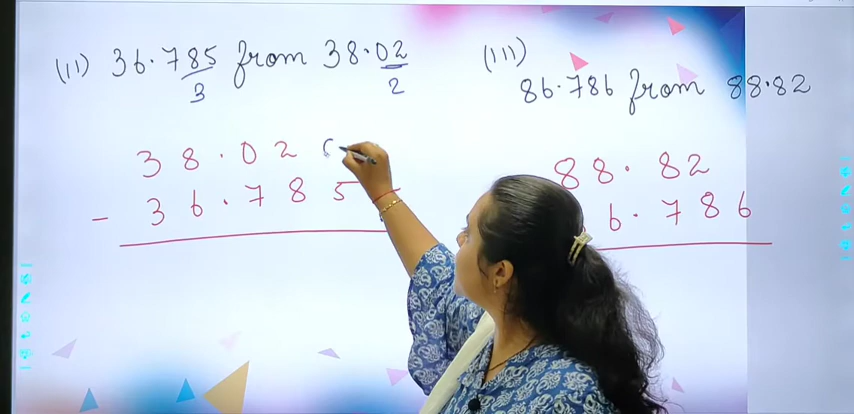 (ii) 36.785 from 38.02
3
2
38.02
- 36.785
(iii)
86.786 from 88.82
88.82
6.786